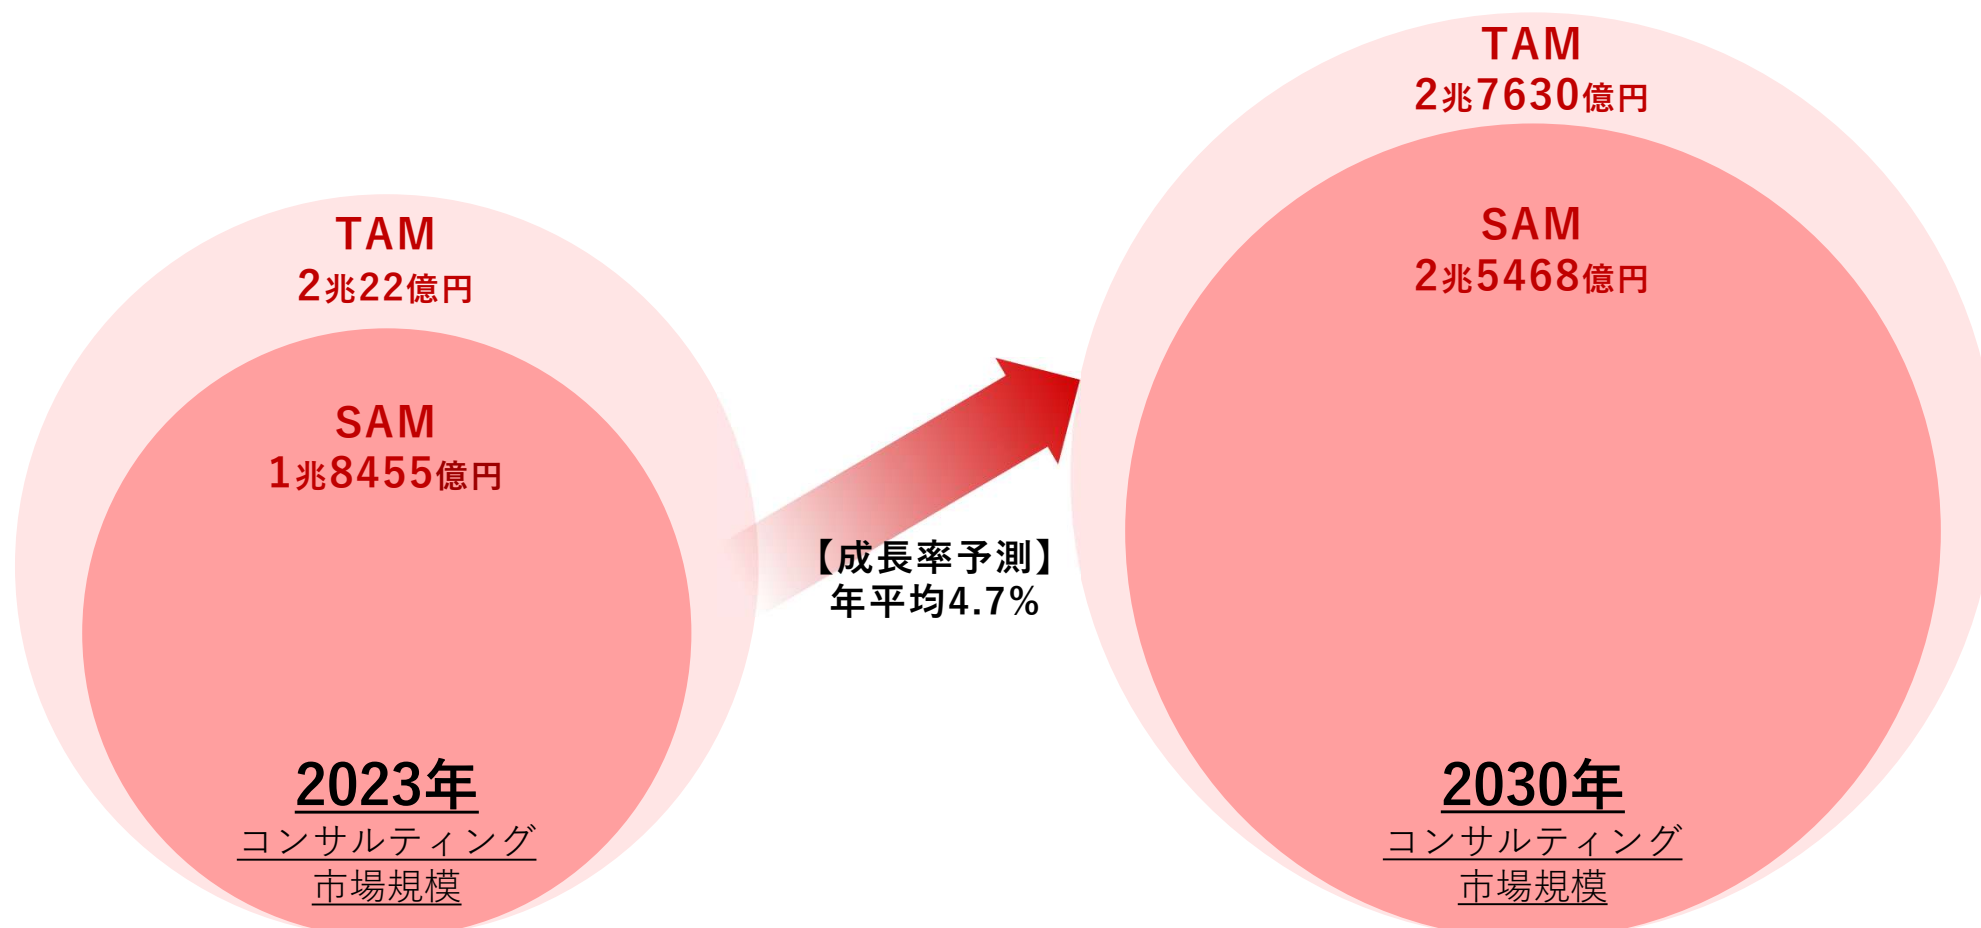 TAM
2兆22億円
SAM
1兆8455億円
2023年
コンサルティング
市場規模
【成長率予測】
年平均4.7%
TAM
2兆7630億円
SAM
2兆5468億円
2030年
コンサルティング
市場規模